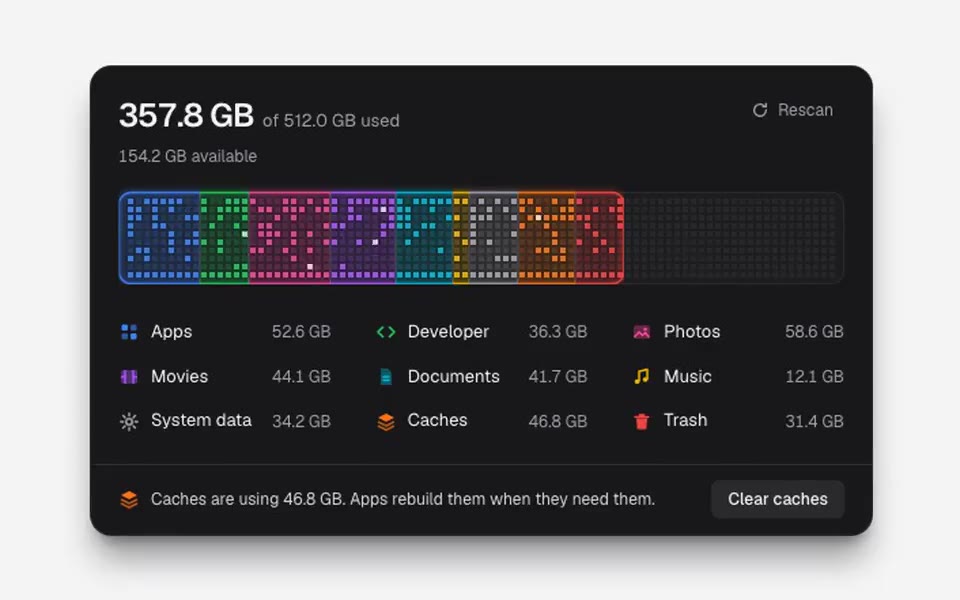 357.8 GB of 512.0 GB used
Rescan
154.2 GB available
Apps 52.6 GB
Developer 36.3 GB
Photos 58.6 GB
Movies 44.1 GB
Documents 41.7 GB
Music 12.1 GB
System data 34.2 GB
Caches 46.8 GB
Trash 31.4 GB
Caches are using 46.8 GB. Apps rebuild them when they need them.
Clear caches